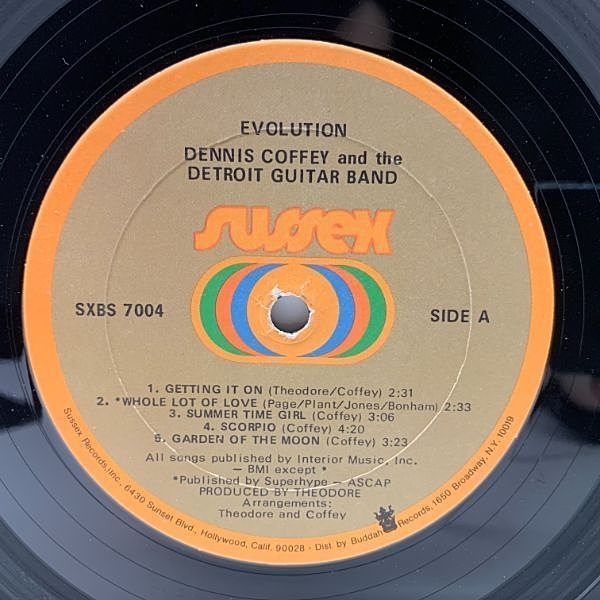 EVOLUTION
DENNIS COFFEY and the
DETROIT GUITAR BAND
sussex
SXBS 7004
SIDE A
1. GETTING IT ON (Theodore/Coffey) 2:31
2. *WHOLE LOT OF LOVE (Page/Plant/Jones/Bonham) 2:33
3. SUMMER TIME GIRL (Coffey) 3:06
4. SCORPIO (Coffey) 4:20
5. GARDEN OF THE MOON (Coffey) 3:23
All songs published by Interior Music, Inc.
— BMI except *
*Published by Superhype — ASCAP
PRODUCED BY THEODORE
Arrangements:
Theodore and Coffey
Sussex Records, Inc. · 6430 Sunset Blvd., Hollywood, Calif. 90028 · Dist. by Buddah Records, 1650 Broadway, N.Y. 10019